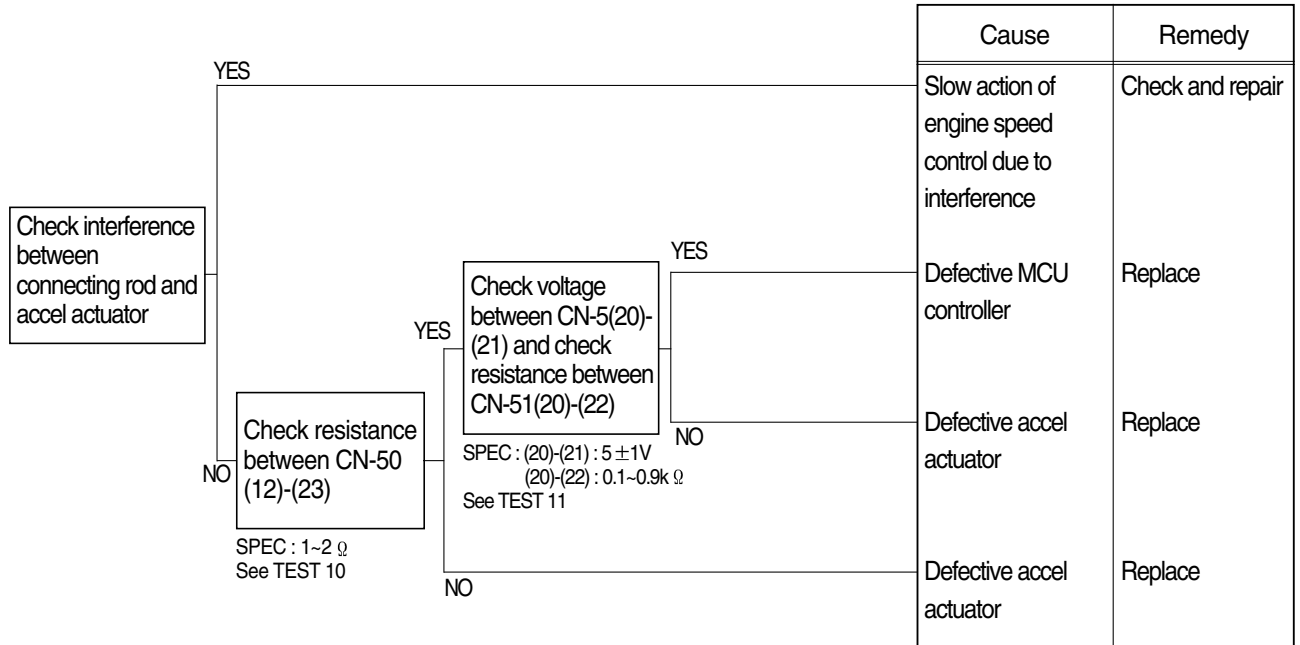 Cause
Remedy
YES
Slow action of
engine speed
control due to
interference
Check and repair
Check interference
between
connecting rod and
accel actuator
NO
Check resistance
between CN-50
(12)-(23)
SPEC : 1~2 Ω
See TEST 10
YES
Check voltage
between CN-5(20)-
(21) and check
resistance between
CN-51(20)-(22)
SPEC : (20)-(21) : 5 ±1V
(20)-(22) : 0.1~0.9k Ω
See TEST 11
YES
Defective MCU
controller
Replace
NO
Defective accel
actuator
Replace
NO
Defective accel
actuator
Replace